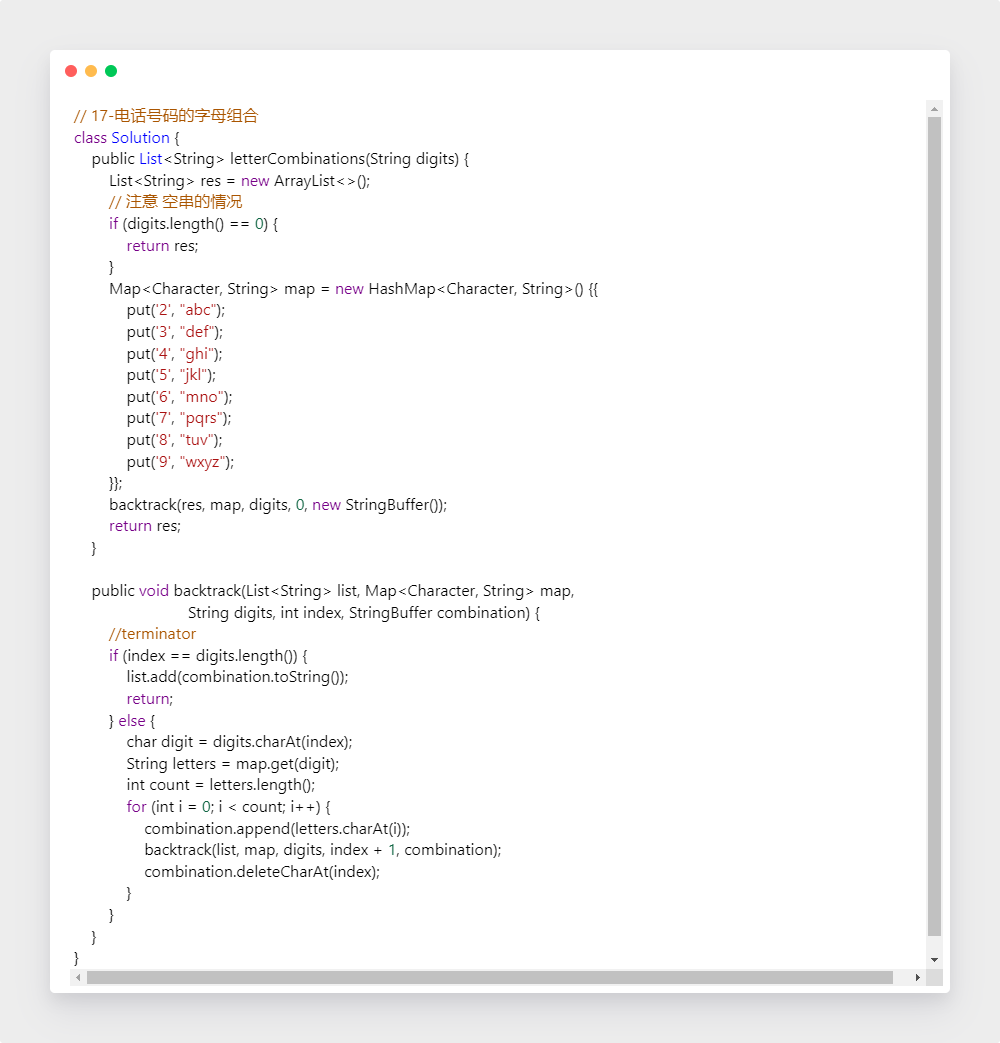 // 17-电话号码的字母组合
class Solution {
    public List<String> letterCombinations(String digits) {
        List<String> res = new ArrayList<>();
        // 注意 空串的情况
        if (digits.length() == 0) {
            return res;
        }
        Map<Character, String> map = new HashMap<Character, String>() {{
            put('2', "abc");
            put('3', "def");
            put('4', "ghi");
            put('5', "jkl");
            put('6', "mno");
            put('7', "pqrs");
            put('8', "tuv");
            put('9', "wxyz");
        }};
        backtrack(res, map, digits, 0, new StringBuffer());
        return res;
    }

    public void backtrack(List<String> list, Map<Character, String> map,
                          String digits, int index, StringBuffer combination) {
        //terminator
        if (index == digits.length()) {
            list.add(combination.toString());
            return;
        } else {
            char digit = digits.charAt(index);
            String letters = map.get(digit);
            int count = letters.length();
            for (int i = 0; i < count; i++) {
                combination.append(letters.charAt(i));
                backtrack(list, map, digits, index + 1, combination);
                combination.deleteCharAt(index);
            }
        }
    }
}